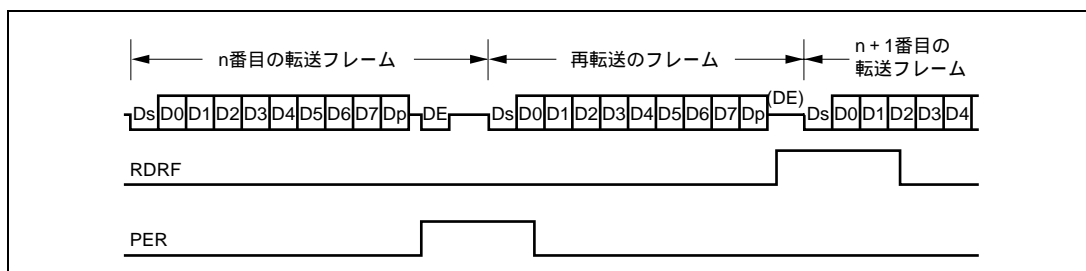 n番目の転送フレーム 再転送のフレーム n + 1番目の
転送フレーム
Ds D0 D1 D2 D3 D4 D5 D6 D7 Dp DE Ds D0 D1 D2 D3 D4 D5 D6 D7 Dp (DE) Ds D0 D1 D2 D3 D4
RDRF
PER